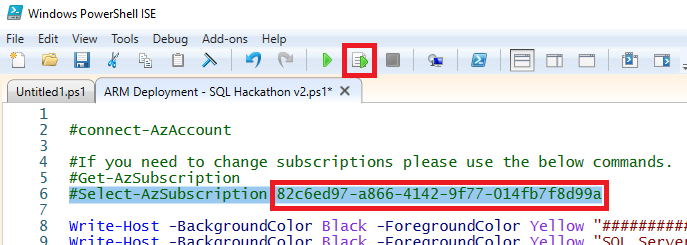 Windows PowerShell ISE
File Edit View Tools Debug Add-ons Help
Untitled1.ps1 ARM Deployment - SQL Hackathon v2.ps1* X
1
2 #connect-AzAccount
3
4 #If you need to change subscriptions please use the below commands.
5 #Get-AzSubscription
6 #Select-AzSubscription 82c6ed97-a866-4142-9f77-014fb7f8d99a
7
8 Write-Host -BackgroundColor Black -ForegroundColor Yellow "##########
9 Write-Host -BackgroundColor Black -ForegroundColor Yellow "SQL Server